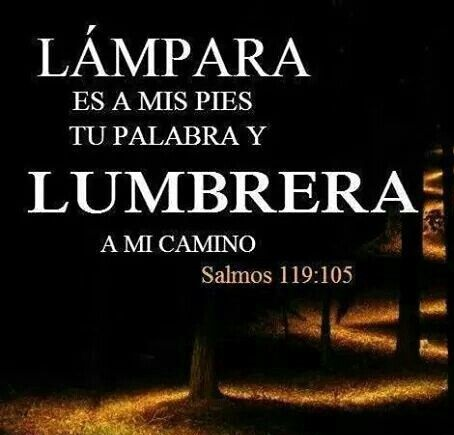 LÁMPARA
ES A MIS PIES
TU PALABRA Y
LUMBRERA
A MI CAMINO
Salmos 119:105